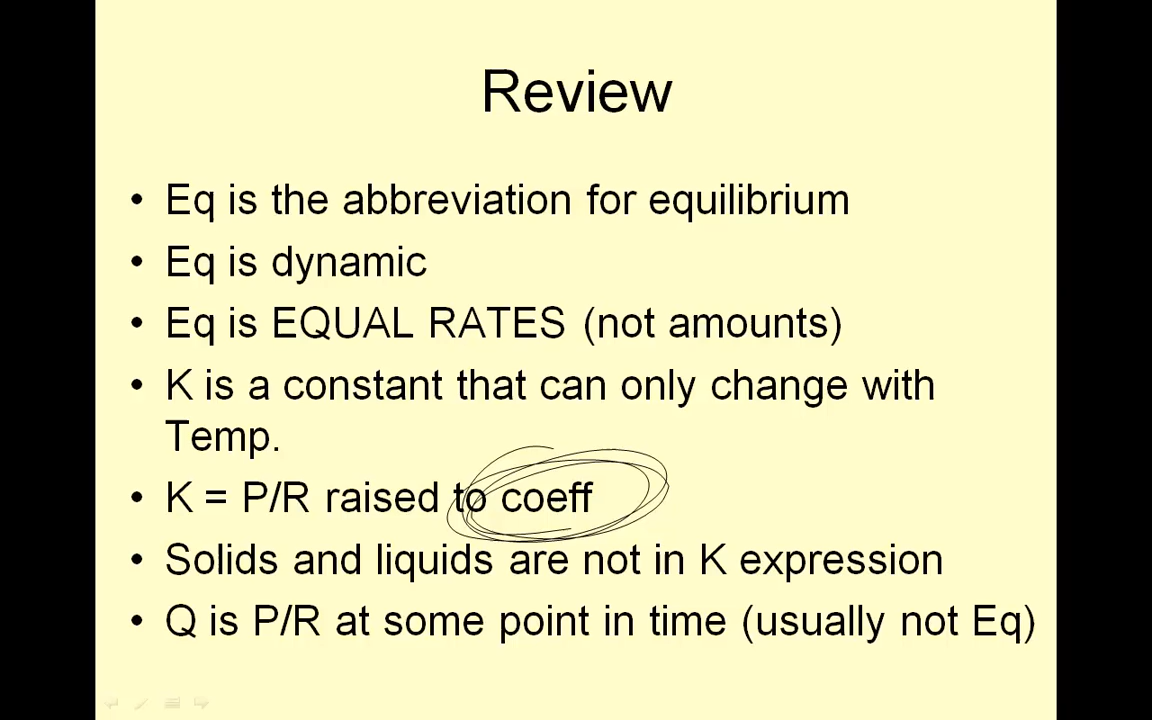 Review
• Eq is the abbreviation for equilibrium
• Eq is dynamic
• Eq is EQUAL RATES (not amounts)
• K is a constant that can only change with
Temp.
• K = P/R raised to coeff
• Solids and liquids are not in K expression
• Q is P/R at some point in time (usually not Eq)